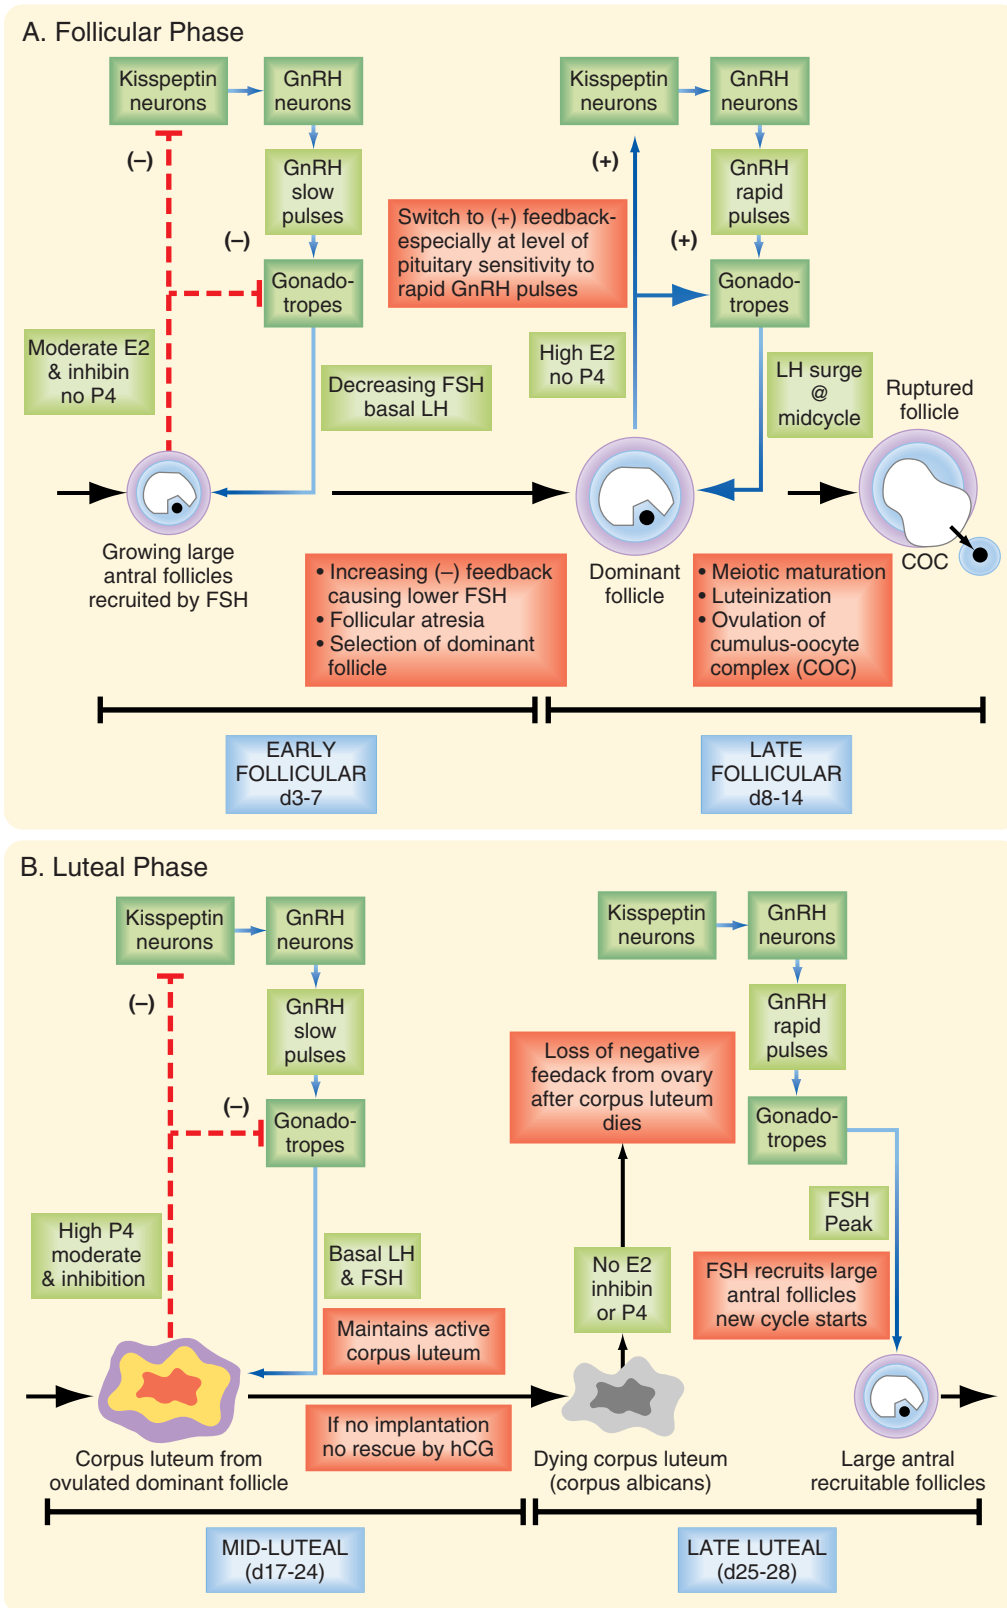 A. Follicular Phase
Kisspeptin
neurons
GnRH
neurons
(–)
GnRH
slow
pulses
(–)
Gonado-
tropes
Moderate E2
& inhibin
no P4
Decreasing FSH
basal LH
Growing large
antral follicles
recruited by FSH
• Increasing (–) feedback
causing lower FSH
• Follicular atresia
• Selection of dominant
follicle
Kisspeptin
neurons
GnRH
neurons
(+)
GnRH
rapid
pulses
Switch to (+) feedback-
especially at level of
pituitary sensitivity to
rapid GnRH pulses
(+)
Gonado-
tropes
High E2
no P4
LH surge
@
midcycle
Ruptured
follicle
Dominant
follicle
COC
• Meiotic maturation
• Luteinization
• Ovulation of
cumulus-oocyte
complex (COC)
EARLY
FOLLICULAR
d3-7
LATE
FOLLICULAR
d8-14
B. Luteal Phase
Kisspeptin
neurons
GnRH
neurons
(–)
GnRH
slow
pulses
(–)
Gonado-
tropes
High P4
moderate
& inhibition
Basal LH
& FSH
Maintains active
corpus luteum
If no implantation
no rescue by hCG
Corpus luteum from
ovulated dominant follicle
Kisspeptin
neurons
GnRH
neurons
GnRH
rapid
pulses
Loss of negative
feedack from ovary
after corpus luteum
dies
Gonado-
tropes
No E2
inhibin
or P4
FSH
Peak
FSH recruits large
antral follicles
new cycle starts
Dying corpus luteum
(corpus albicans)
Large antral
recruitable follicles
MID-LUTEAL
(d17-24)
LATE LUTEAL
(d25-28)